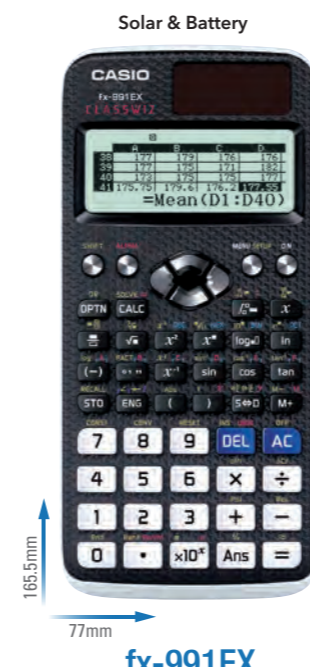 Solar & Battery
CASIO
fx-991EX
CLASSWIZ
A B C D
38 177 179 176 176
39 177 175 171 182
40 173 175 175 177
41 175.75 179.6 176.2 177.55
=Mean(D1:D40)
SHIFT ALPHA MENU SETUP ON
OPTN CALC x
√ x² log
(−) x⁻¹ sin cos tan
STO ENG ( ) S⇔D M+
7 8 9 DEL AC
4 5 6 × ÷
1 2 3 + −
0 • ×10ˣ Ans =
165.5mm
77mm
fx-991EX